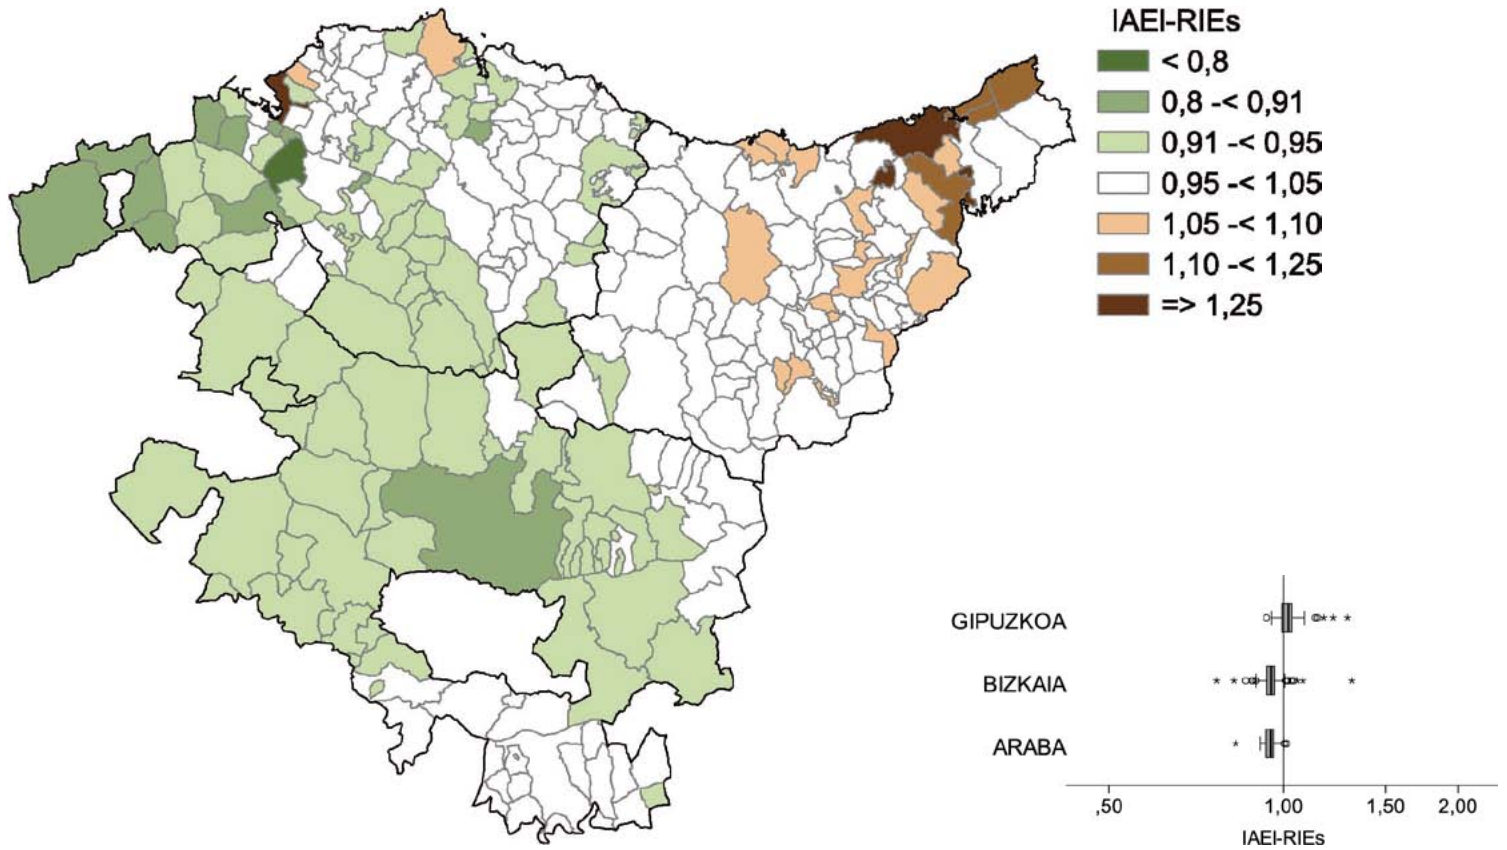 IAEI-RIEs
< 0,8
0,8 -< 0,91
0,91 -< 0,95
0,95 -< 1,05
1,05 -< 1,10
1,10 -< 1,25
=> 1,25
GIPUZKOA
BIZKAIA
ARABA
,50
1,00
1,50
2,00
IAEI-RIEs